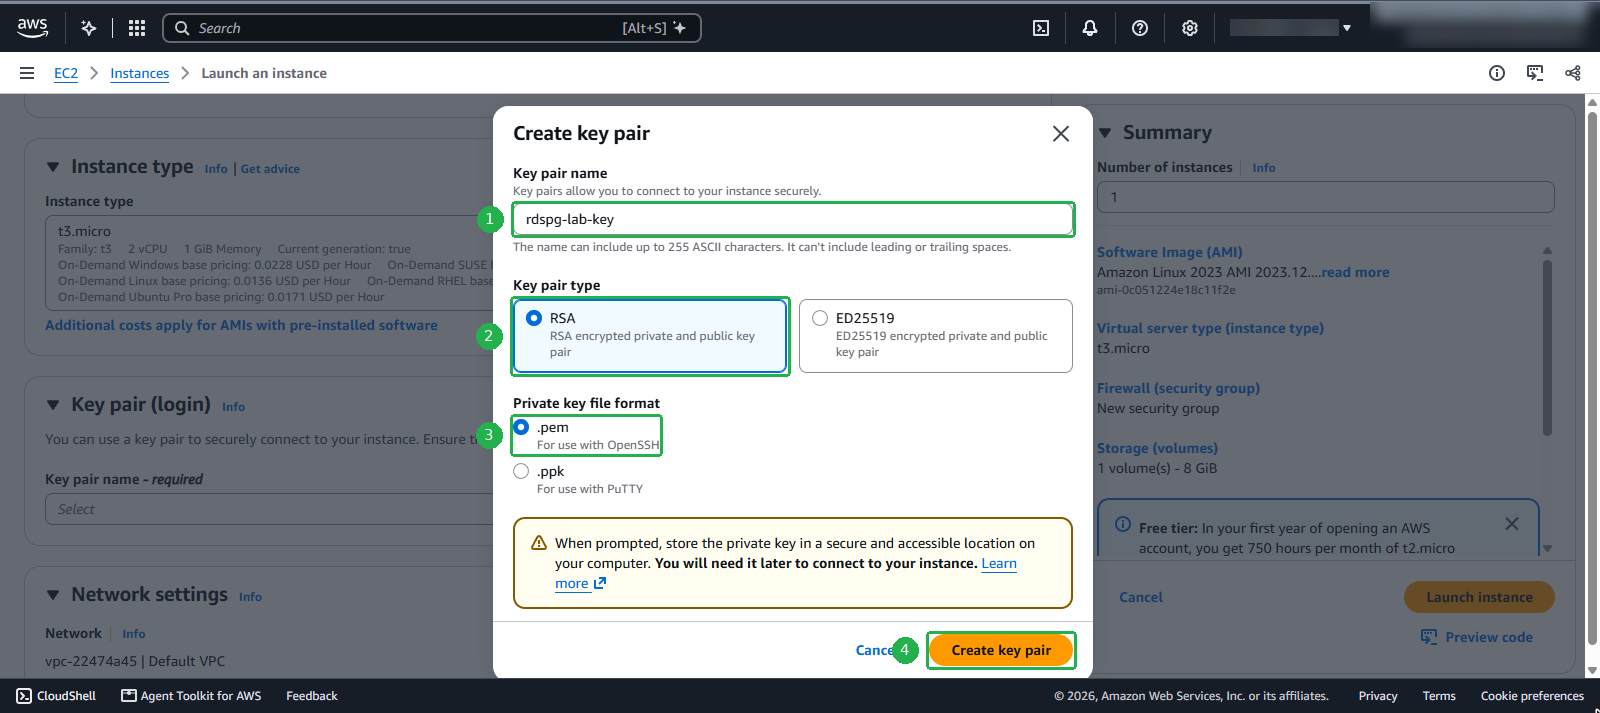 aws
Search [Alt+S]
EC2 > Instances > Launch an instance
Instance type Info | Get advice
Instance type
t3.micro
Family: t3 2 vCPU 1 GiB Memory Current generation: true
On-Demand Windows base pricing: 0.0228 USD per Hour On-Demand SUSE
On-Demand Linux base pricing: 0.0136 USD per Hour On-Demand RHEL base
On-Demand Ubuntu Pro base pricing: 0.0171 USD per Hour
Additional costs apply for AMIs with pre-installed software
Key pair (login) Info
You can use a key pair to securely connect to your instance. Ensure
Key pair name - required
Select
Network settings Info
Network Info
vpc-22474a45 | Default VPC
Create key pair
Key pair name
Key pairs allow you to connect to your instance securely.
1 rdspg-lab-key
The name can include up to 255 ASCII characters. It can't include leading or trailing spaces.
Key pair type
2
RSA
RSA encrypted private and public key
pair
ED25519
ED25519 encrypted private and public
key pair
Private key file format
3 .pem
For use with OpenSSH
.ppk
For use with PuTTY
When prompted, store the private key in a secure and accessible location on
your computer. You will need it later to connect to your instance. Learn
more
Cance 4 Create key pair
Summary
Number of instances Info
1
Software Image (AMI)
Amazon Linux 2023 AMI 2023.12....read more
ami-0c051224e18c11f2e
Virtual server type (instance type)
t3.micro
Firewall (security group)
New security group
Storage (volumes)
1 volume(s) - 8 GiB
Free tier: In your first year of opening an AWS
account, you get 750 hours per month of t2.micro
Cancel Launch instance
Preview code
CloudShell Agent Toolkit for AWS Feedback © 2026, Amazon Web Services, Inc. or its affiliates. Privacy Terms Cookie preferences